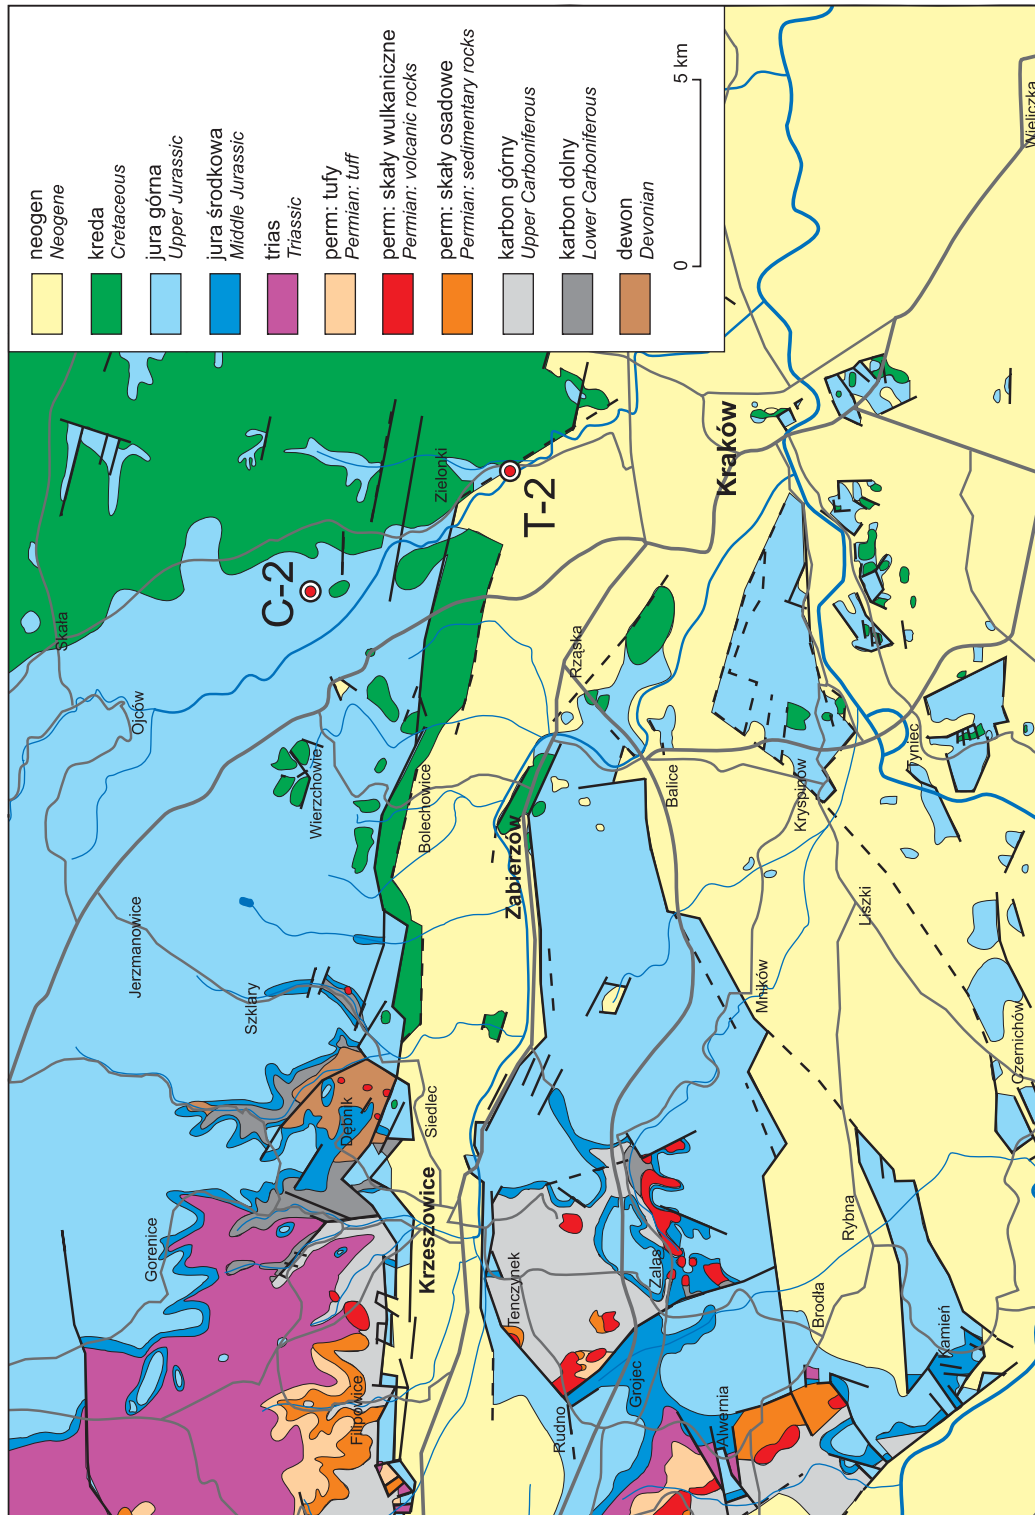 neogen
Neogene
kreda
Cretaceous
jura górna
Upper Jurassic
jura środkowa
Middle Jurassic
trias
Triassic
perm: tufy
Permian: tuff
perm: skały wulkaniczne
Permian: volcanic rocks
perm: skały osadowe
Permian: sedimentary rocks
karbon górny
Upper Carboniferous
karbon dolny
Lower Carboniferous
dewon
Devonian
0
5 km
Skała
Ojców
C-2
Jerzmanowice
Wierzchowie
Szklary
Gorenice
Zielonki
Bolechowice
Dębnik
Siedlec
Filipowice
Krzeszowice
T-2
Zabierzów
Rząska
Tenczynek
Rudno
Balice
Zalas
Grojec
Kraków
Alwernia
Mników
Kryspinów
Brodła
Rybna
Liszki
Tyniec
Kamień
Czernichów
Wieliczka